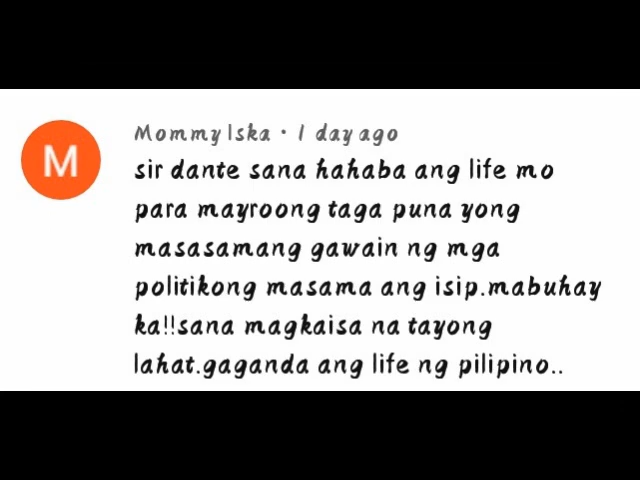 M
Mommy Iska • 1 day ago
sir dante sana hahaba ang life mo
para mayroong taga puna yong
masasamang gawain ng mga
politikong masama ang isip.mabuhay
ka!!sana magkaisa na tayong
lahat.gaganda ang life ng pilipino..